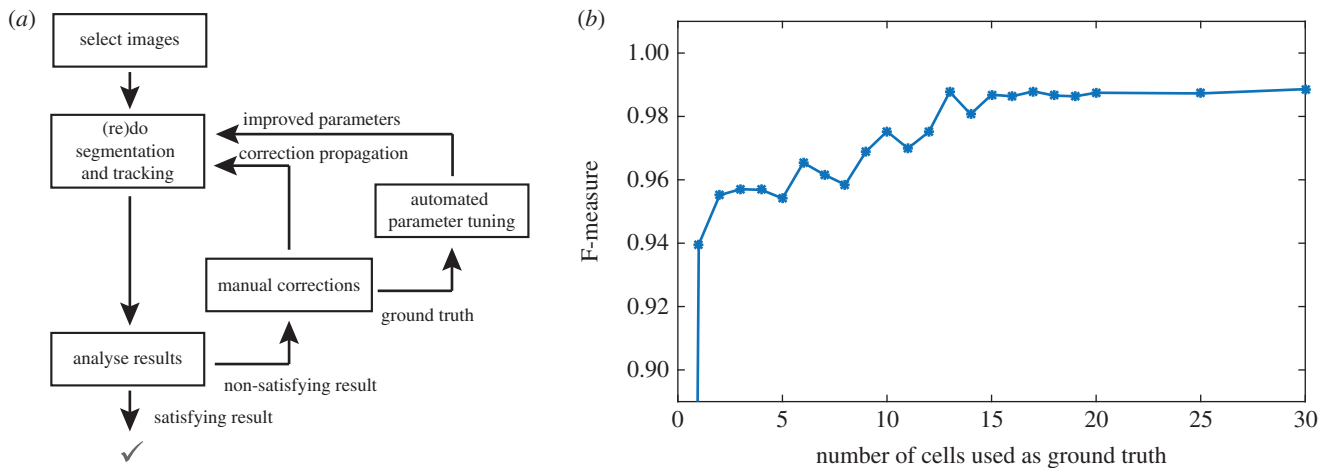 (a)
select images
(re)do
segmentation
and tracking
improved parameters
correction propagation
automated
parameter tuning
manual corrections
ground truth
analyse results
non-satisfying result
satisfying result
(b)
1.00
0.98
0.96
0.94
0.92
0.90
F-measure
0
5
10
15
20
25
30
number of cells used as ground truth